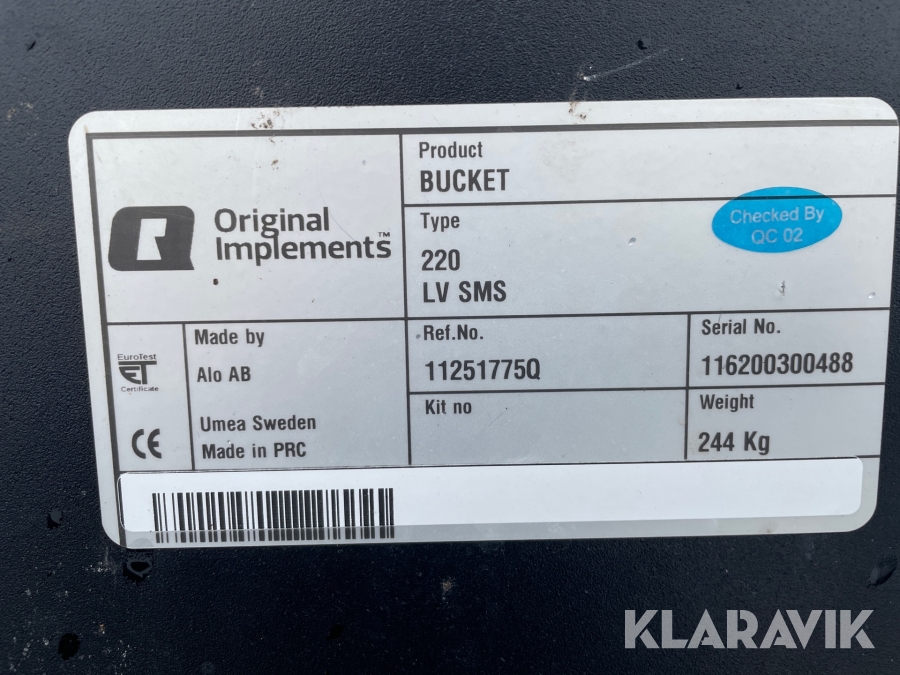 Original
Implements™
Product
BUCKET
Type
220
LV SMS
Checked By
QC 02
EuroTest
ET
Certificate
CE
Made by
Alo AB
Umea Sweden
Made in PRC
Ref.No.
11251775Q
Kit no
Serial No.
116200300488
Weight
244 Kg
KLARAVIK